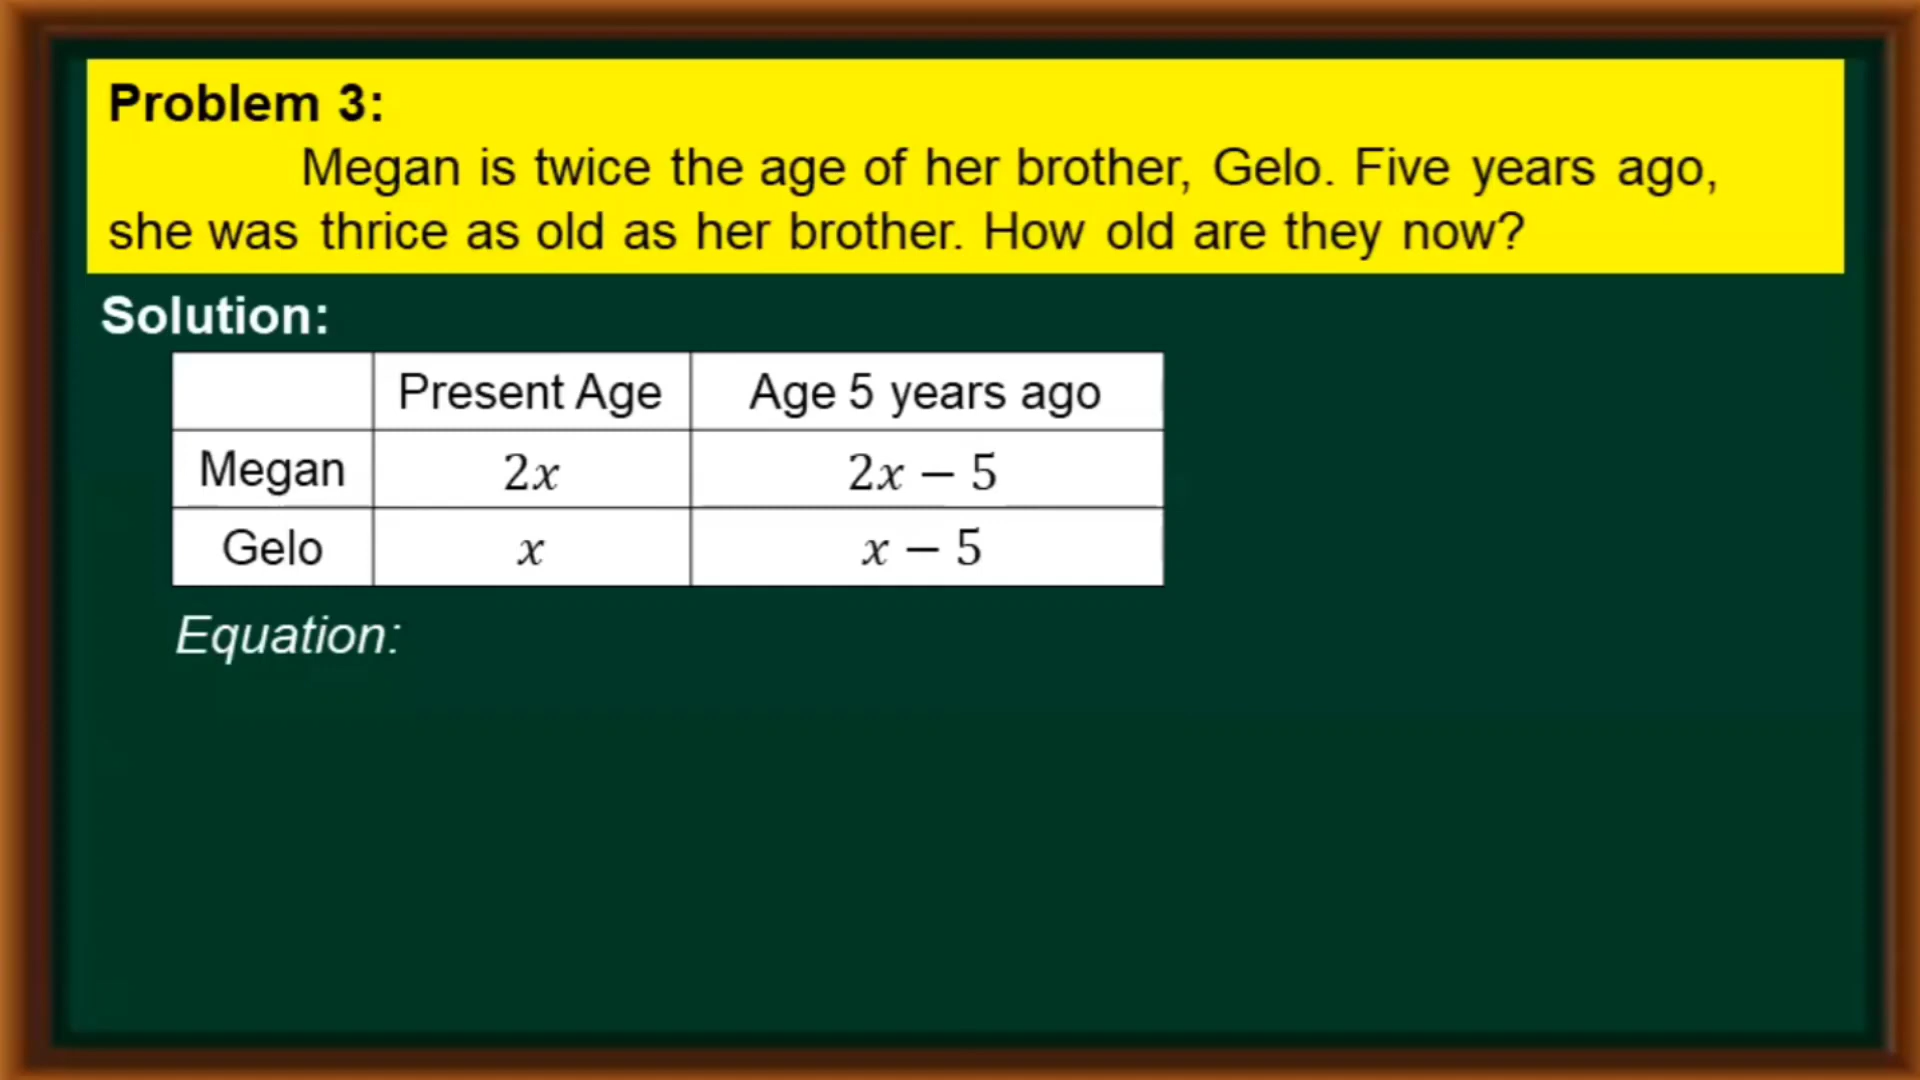 Problem 3:
Megan is twice the age of her brother, Gelo. Five years ago,
she was thrice as old as her brother. How old are they now?
Solution:
Present Age Age 5 years ago
Megan 2x 2x − 5
Gelo x x − 5
Equation: